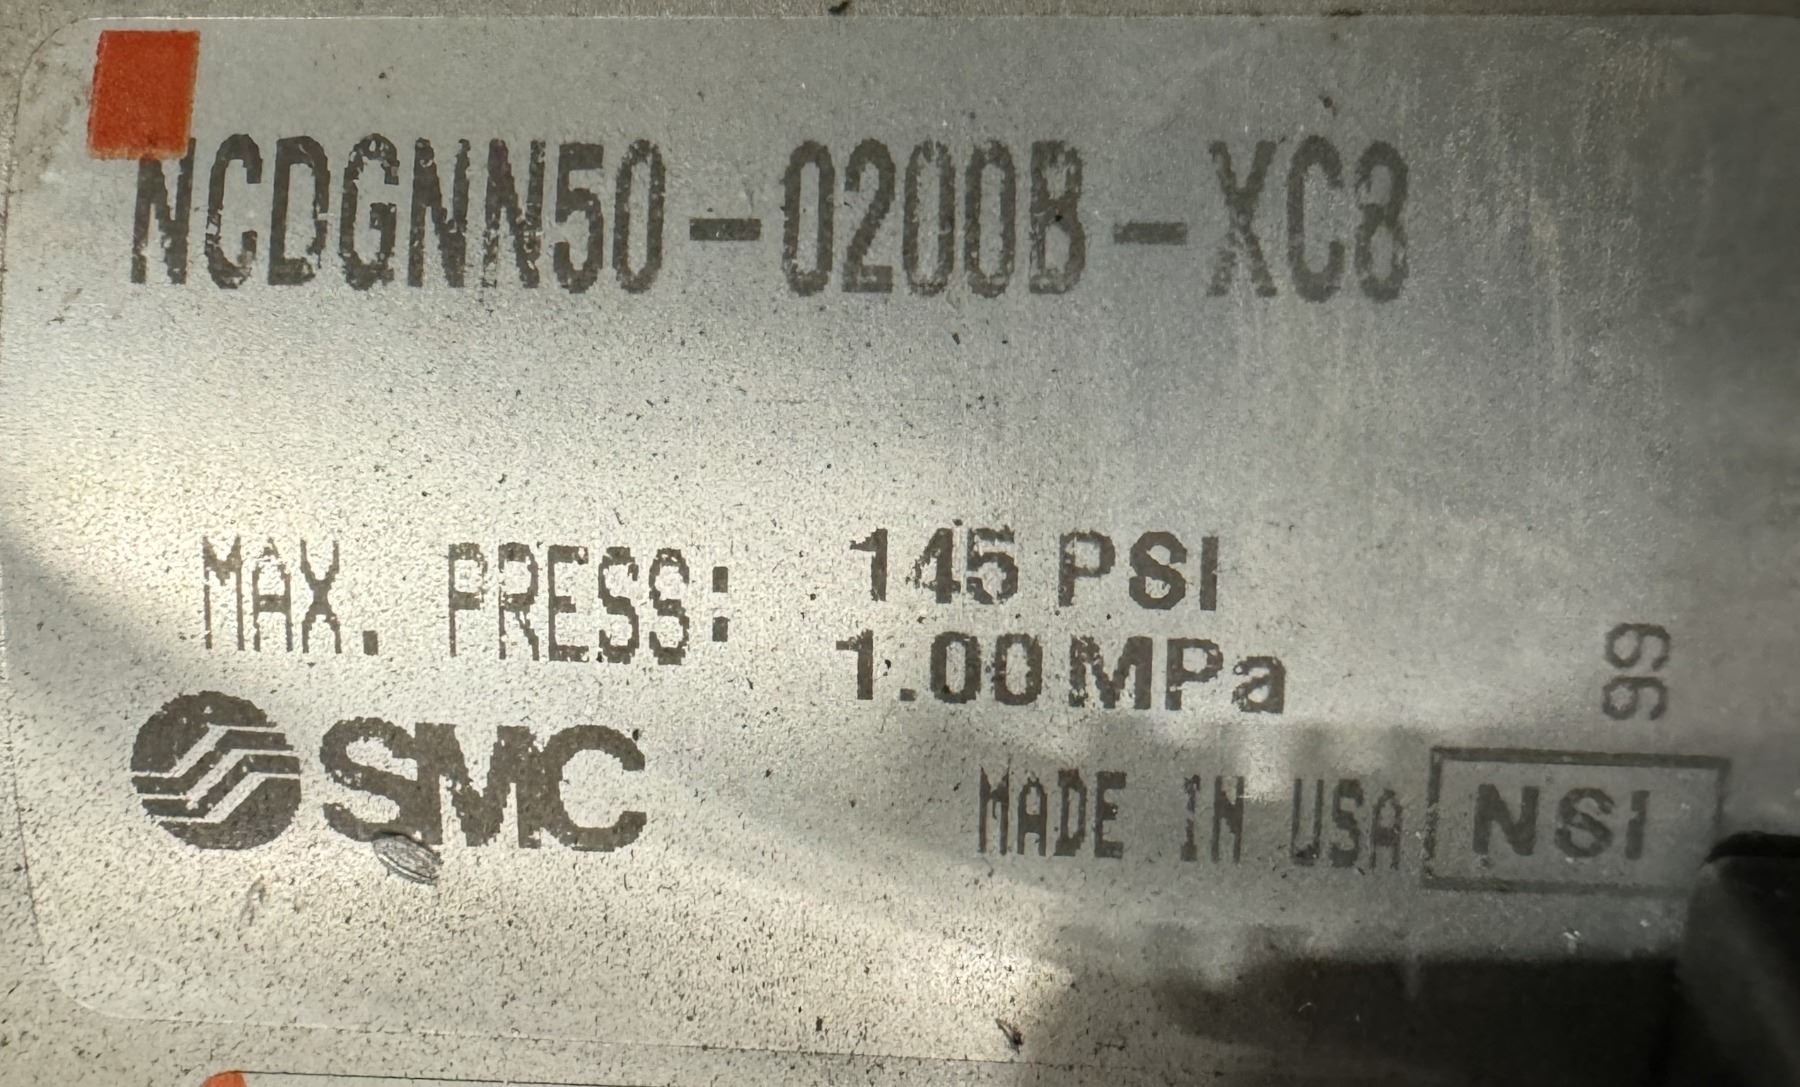 NCDGNN50-0200B-XC8
MAX. PRESS: 145 PSI
1.00 MPa
99
SMC
MADE IN USA NSI